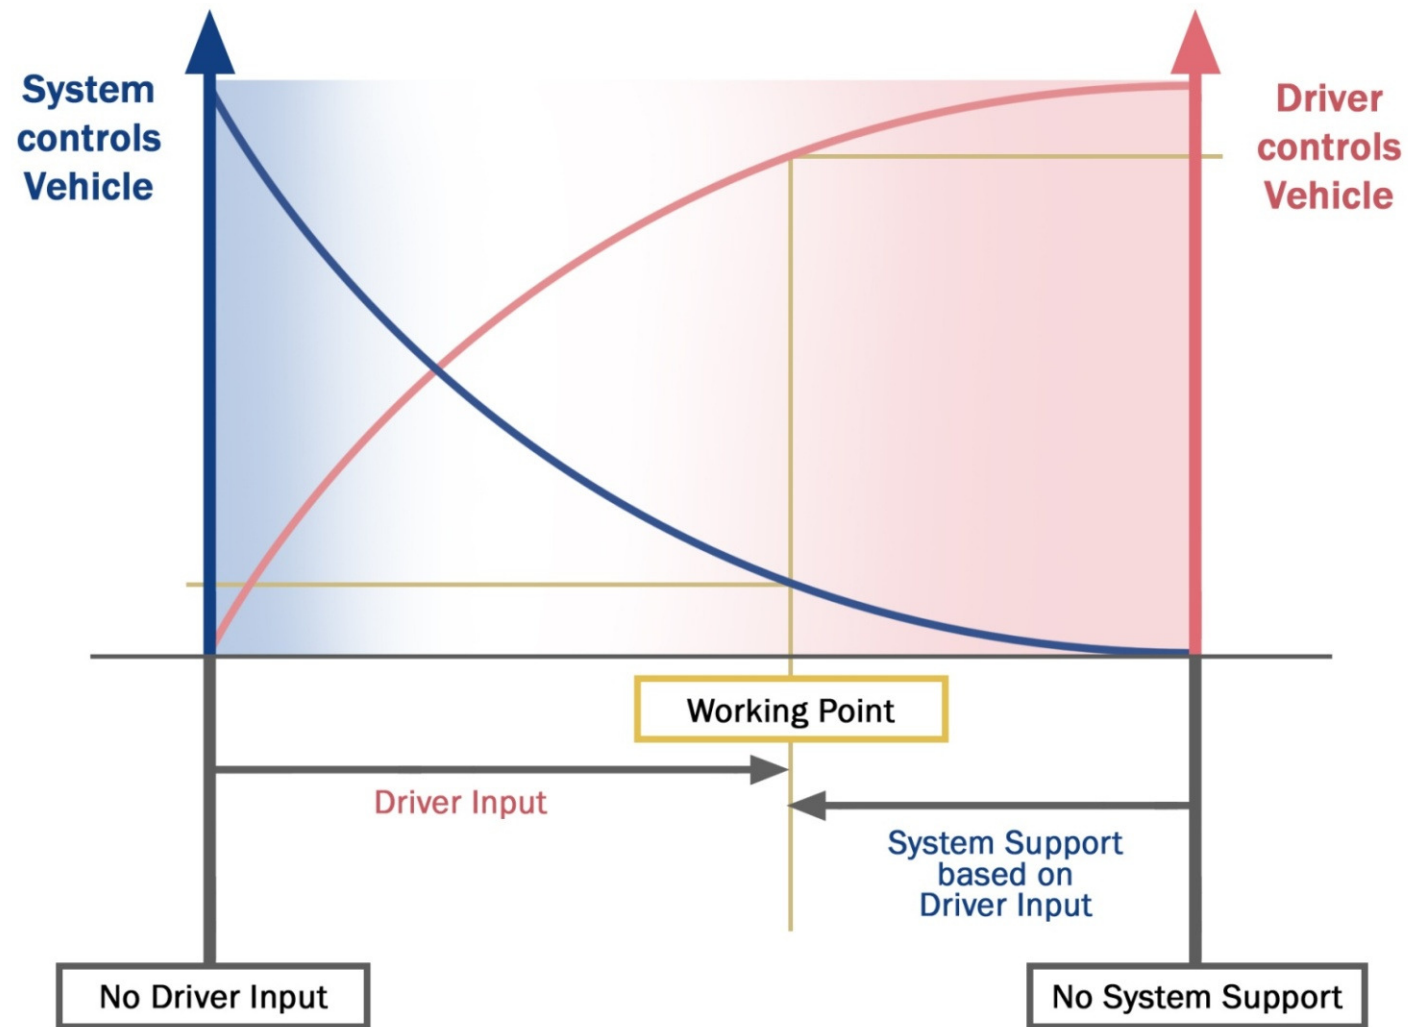 System
controls
Vehicle
Driver
controls
Vehicle
Working Point
Driver Input
System Support
based on
Driver Input
No Driver Input
No System Support